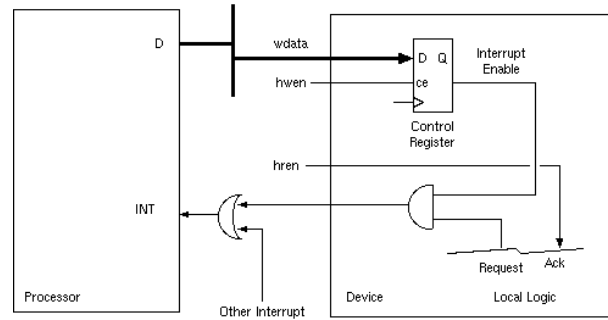 D
wdata
D Q
Interrupt
Enable
hwen
ce
Control
Register
hren
INT
Request
Ack
Processor
Other Interrupt
Device
Local Logic